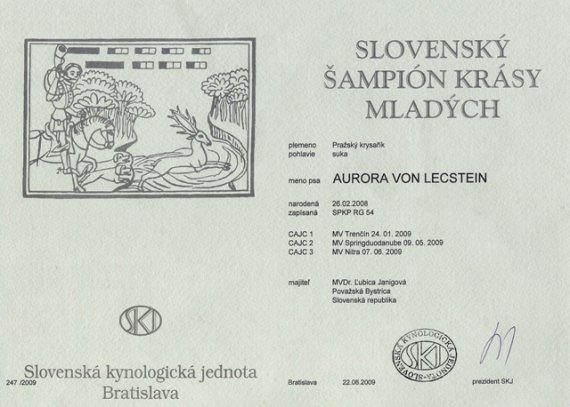 SLOVENSKÝ
ŠAMPIÓN KRÁSY
MLADÝCH
plemeno Pražský krysařík
pohlavie suka
meno psa AURORA VON LECSTEIN
narodená 26.02.2008
zapísaná SPKP RG 54
CAJC 1 MV Trenčín 24. 01. 2009
CAJC 2 MV Springduodanube 09. 05. 2009
CAJC 3 MV Nitra 07. 06. 2009
majiteľ MVDr. Ľubica Janigová
Považská Bystrica
Slovenská republika
SKJ
Slovenská kynologická jednota
Bratislava
247 /2009
SLOVENSKÁ KYNOLOGICKÁ JEDNOTA
SKJ
Bratislava 22.06.2009 prezident SKJ